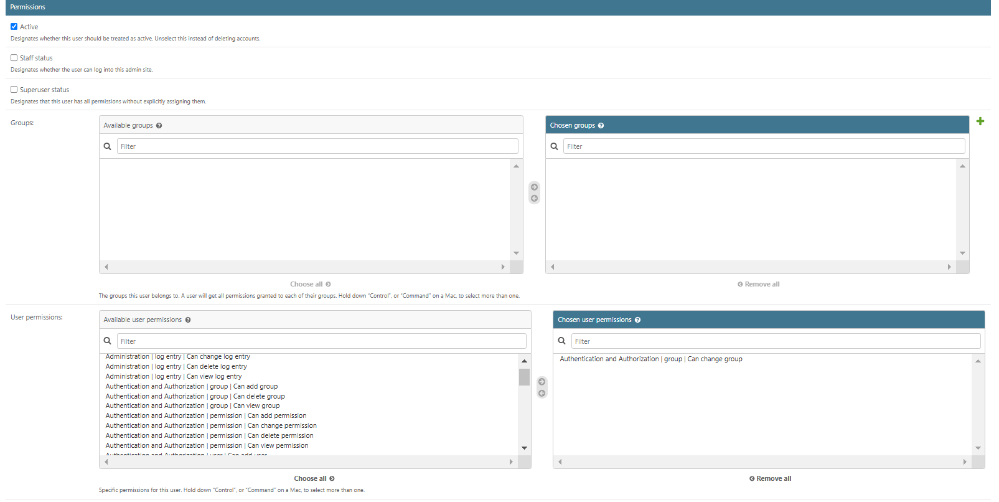 Permissions
Active
Designates whether this user should be treated as active. Unselect this instead of deleting accounts.
Staff status
Designates whether the user can log into this admin site.
Superuser status
Designates that this user has all permissions without explicitly assigning them.
Groups:
Available groups
Filter
Chosen groups
Filter
Choose all
Remove all
The groups this user belongs to. A user will get all permissions granted to each of their groups. Hold down “Control”, or “Command” on a Mac, to select more than one.
User permissions:
Available user permissions
Filter
Administration | log entry | Can change log entry
Administration | log entry | Can delete log entry
Administration | log entry | Can view log entry
Authentication and Authorization | group | Can add group
Authentication and Authorization | group | Can delete group
Authentication and Authorization | group | Can view group
Authentication and Authorization | permission | Can add permission
Authentication and Authorization | permission | Can change permission
Authentication and Authorization | permission | Can delete permission
Authentication and Authorization | permission | Can view permission
Authentication and Authorization | user | Can add user
Chosen user permissions
Filter
Authentication and Authorization | group | Can change group
Choose all
Remove all
Specific permissions for this user. Hold down “Control”, or “Command” on a Mac, to select more than one.